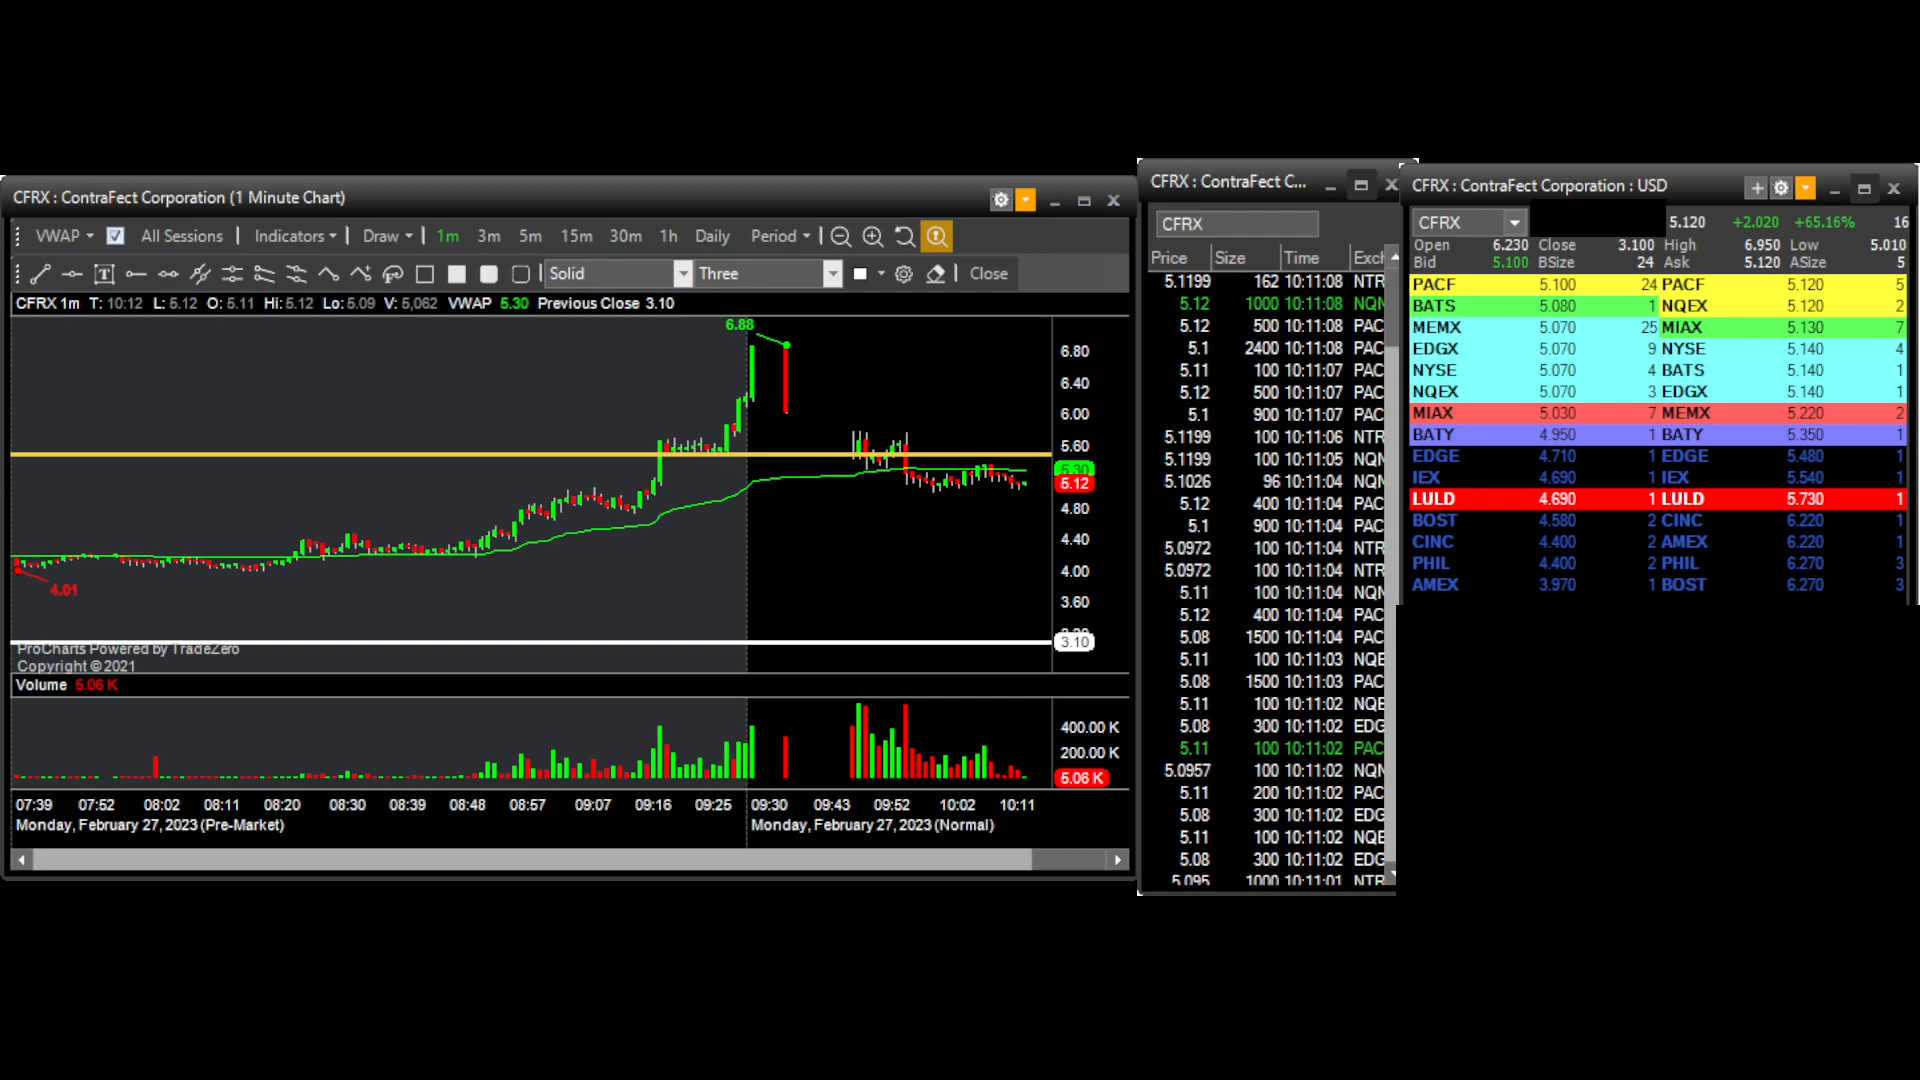 CFRX : ContraFect Corporation (1 Minute Chart)
VWAP All Sessions Indicators Draw 1m 3m 5m 15m 30m 1h Daily Period
Solid Three Close
CFRX 1m T: 10:12 L: 5.12 O: 5.11 Hi: 5.12 Lo: 5.09 V: 5,062 VWAP 5.30 Previous Close 3.10
6.88
6.80
6.40
6.00
5.60
5.30
5.12
4.80
4.40
4.00
4.01
3.60
3.10
ProCharts Powered by TradeZero
Copyright © 2021
Volume 5.06 K
400.00 K
200.00 K
5.06 K
07:39 07:52 08:02 08:11 08:20 08:30 08:39 08:48 08:57 09:07 09:16 09:25 09:30 09:43 09:52 10:02 10:11
Monday, February 27, 2023 (Pre-Market) Monday, February 27, 2023 (Normal)
CFRX : ContraFect C...
CFRX
Price Size Time Exch
5.1199 162 10:11:08 NTR
5.12 1000 10:11:08 NQN
5.12 500 10:11:08 PAC
5.1 2400 10:11:08 PAC
5.11 100 10:11:07 PAC
5.12 500 10:11:07 PAC
5.1 900 10:11:07 PAC
5.1199 100 10:11:06 NTR
5.1199 100 10:11:05 NQN
5.1026 96 10:11:04 NQN
5.12 400 10:11:04 PAC
5.1 900 10:11:04 PAC
5.0972 100 10:11:04 NTR
5.0972 100 10:11:04 NTR
5.11 100 10:11:04 NQN
5.12 400 10:11:04 PAC
5.08 1500 10:11:04 PAC
5.11 100 10:11:03 NQE
5.08 1500 10:11:03 PAC
5.11 100 10:11:02 NQE
5.08 300 10:11:02 EDG
5.11 100 10:11:02 PAC
5.0957 100 10:11:02 NQN
5.11 200 10:11:02 PAC
5.08 300 10:11:02 EDG
5.11 100 10:11:02 NQE
5.08 300 10:11:02 EDG
5.095 1000 10:11:01 NTR
CFRX : ContraFect Corporation : USD
CFRX 5.120 +2.020 +65.16% 16
Open 6.230 Close 3.100 High 6.950 Low 5.010
Bid 5.100 BSize 24 Ask 5.120 ASize 5
PACF 5.100 24 PACF 5.120 5
BATS 5.080 1 NQEX 5.120 2
MEMX 5.070 25 MIAX 5.130 7
EDGX 5.070 9 NYSE 5.140 4
NYSE 5.070 4 BATS 5.140 1
NQEX 5.070 3 EDGX 5.140 1
MIAX 5.030 7 MEMX 5.220 2
BATY 4.950 1 BATY 5.350 1
EDGE 4.710 1 EDGE 5.480 1
IEX 4.690 1 IEX 5.540 1
LULD 4.690 1 LULD 5.730 1
BOST 4.580 2 CINC 6.220 1
CINC 4.400 2 AMEX 6.220 1
PHIL 4.400 2 PHIL 6.270 3
AMEX 3.970 1 BOST 6.270 3